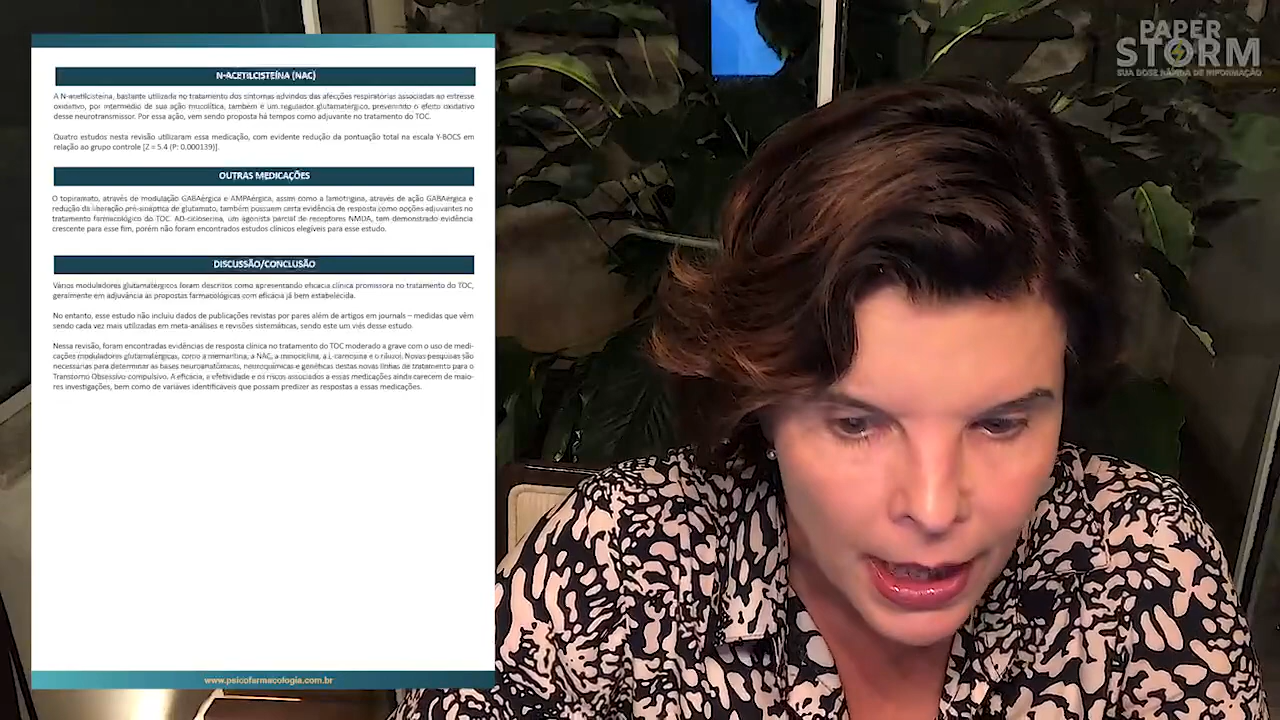 PAPER
STORM
SUA DOSE RÁPIDA DE INFORMAÇÃO
N-ACETILCISTEÍNA (NAC)
A N-acetilcisteína, bastante utilizada no tratamento dos sintomas advindos das afecções respiratórias associadas ao estresse
oxidativo, por intermédio de sua ação mucolítica, também é um regulador glutamatérgico, prevenindo o efeito oxidativo
desse neurotransmissor. Por essa ação, vem sendo proposta há tempos como adjuvante no tratamento do TOC.
Quatro estudos nesta revisão utilizaram essa medicação, com evidente redução da pontuação total na escala Y-BOCS em
relação ao grupo controle [Z = 5.4 (P: 0.000139)].
OUTRAS MEDICAÇÕES
O topiramato, através de modulação GABAérgica e AMPAérgica, assim como a lamotrigina, através de ação GABAérgica e
redução da liberação pré-sináptica de glutamato, também possuem certa evidência de resposta como opções adjuvantes no
tratamento farmacológico do TOC. AD-cicloserina, um agonista parcial de receptores NMDA, tem demonstrado evidência
crescente para esse fim, porém não foram encontrados estudos clínicos elegíveis para esse estudo.
DISCUSSÃO/CONCLUSÃO
Vários moduladores glutamatérgicos foram descritos como apresentando eficácia clínica promissora no tratamento do TOC,
geralmente em adjuvância às propostas farmacológicas com eficácia já bem estabelecida.
No entanto, esse estudo não incluiu dados de publicações revistas por pares além de artigos em journals – medidas que vêm
sendo cada vez mais utilizadas em meta-análises e revisões sistemáticas, sendo este um viés desse estudo.
Nessa revisão, foram encontradas evidências de resposta clínica no tratamento do TOC moderado a grave com o uso de medi-
cações moduladores glutamatérgicas, como a memantina, a NAC, a minociclina, a L-carnosina e o riluzol. Novas pesquisas são
necessárias para determinar as bases neuroanatômicas, neuroquímicas e genéticas destas novas linhas de tratamento para o
Transtorno Obsessivo-compulsivo. A eficácia, a efetividade e os riscos associados a essas medicações ainda carecem de maio-
res investigações, bem como de variáveis identificáveis que possam predizer as respostas a essas medicações.
www.psicofarmacologia.com.br